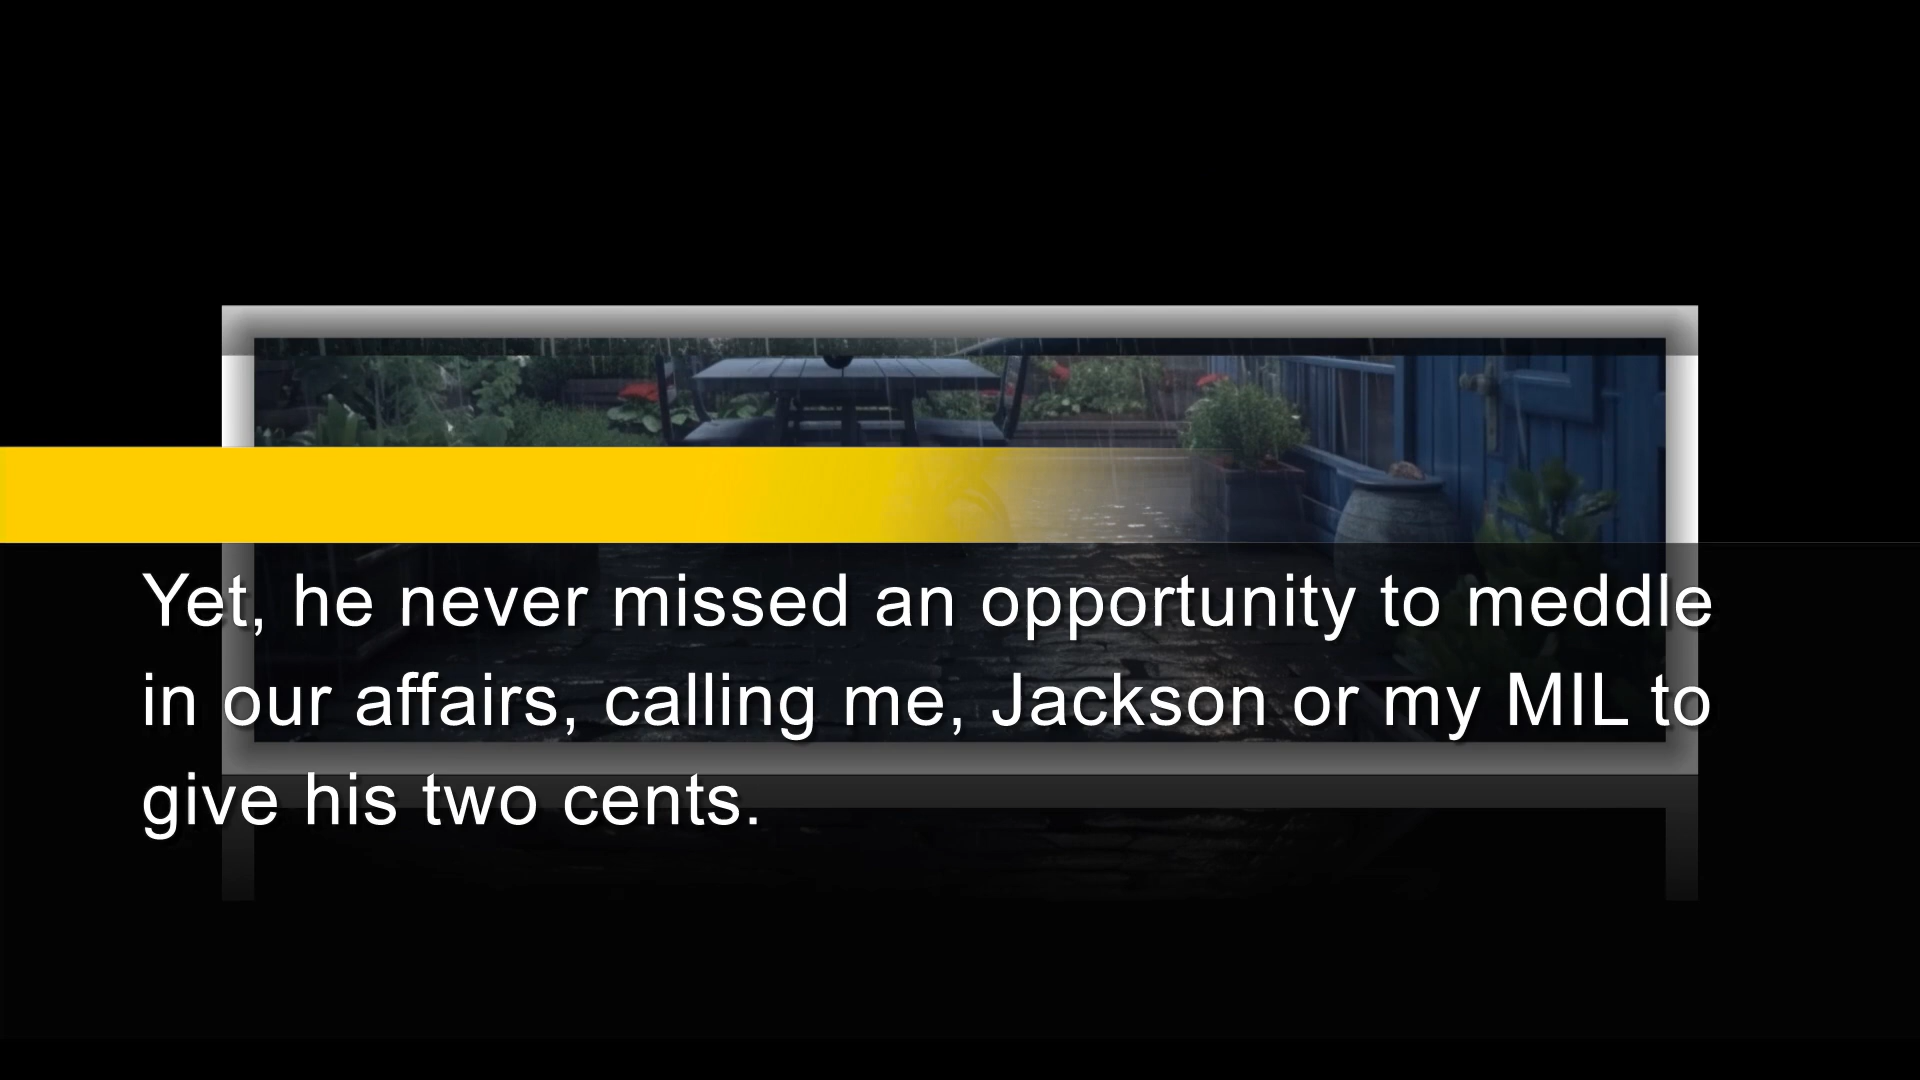 Yet, he never missed an opportunity to meddle
in our affairs, calling me, Jackson or my MIL to
give his two cents.